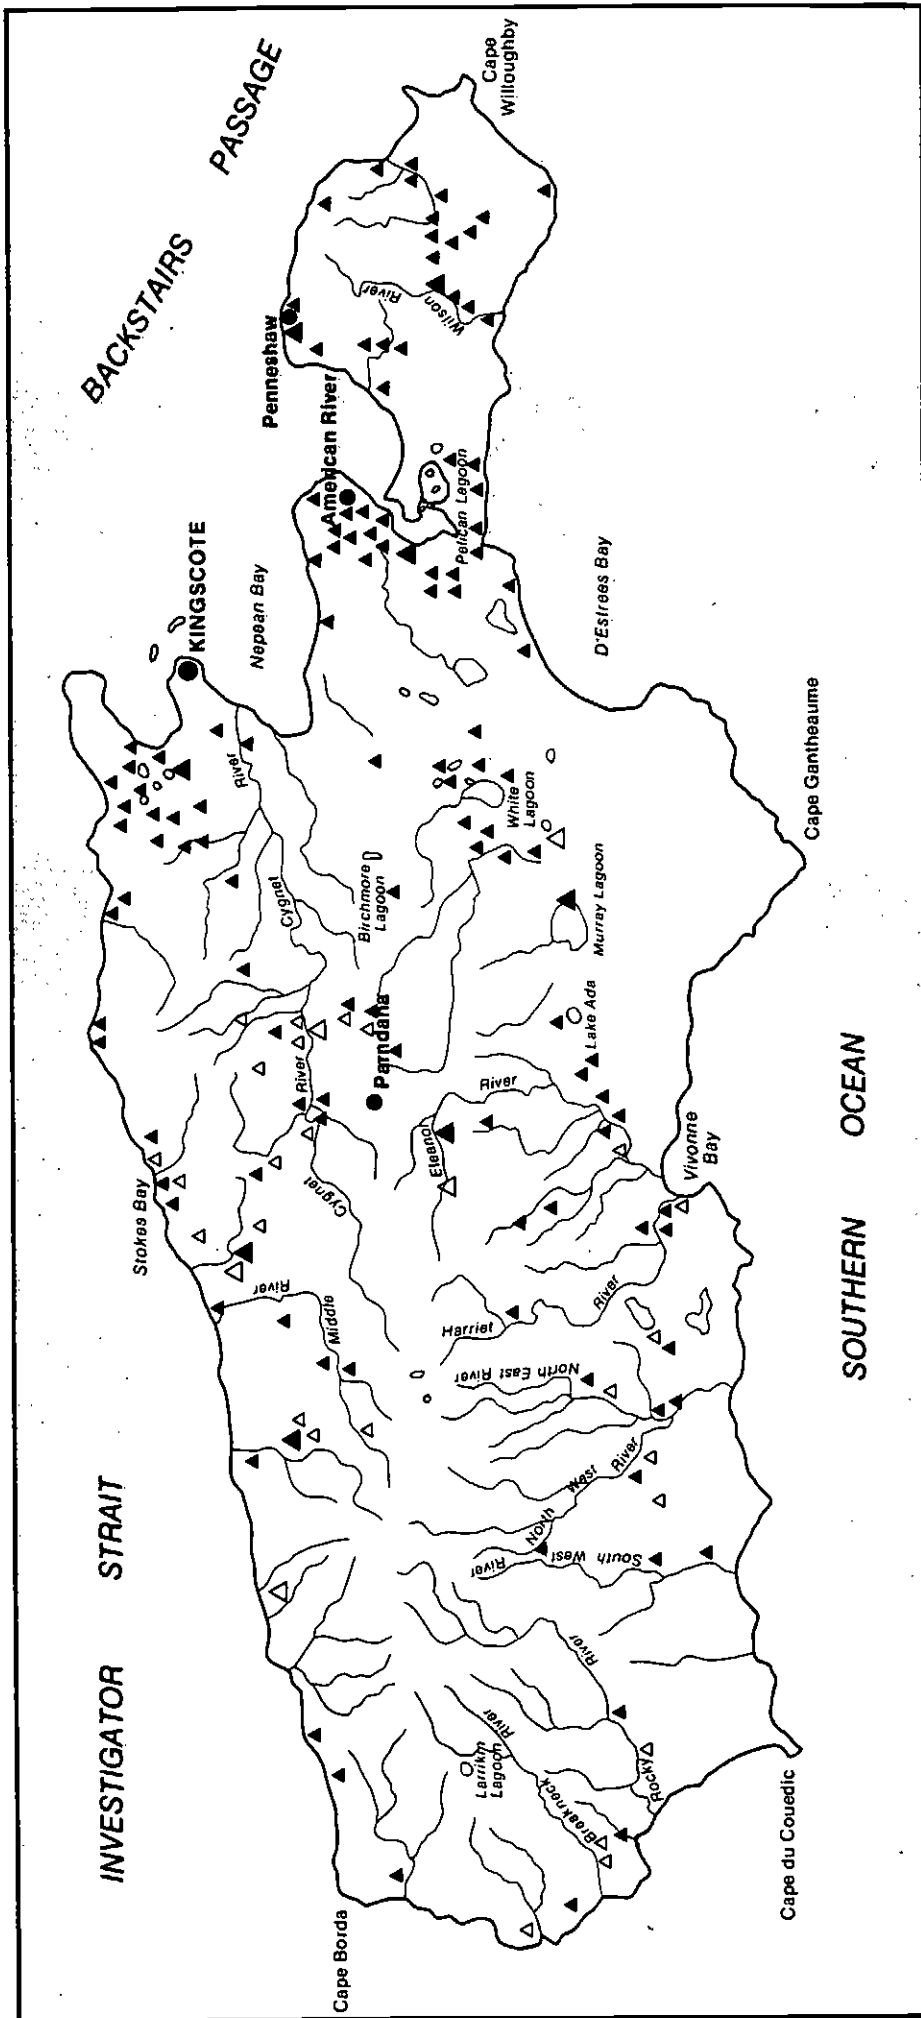 BACKSTAIRS
PASSAGE
INVESTIGATOR
STRAIT
SOUTHERN
OCEAN
Cape Borda
Stokes Bay
KINGSCOTE
Nepean Bay
Penneshaw
American River
Cape
Willoughby
Wilson
River
Pelican Lagoon
D'Estrees Bay
Cape Gantheaume
White
Lagoon
Murray Lagoon
Birchmore
Lagoon
Lake Ada
Parndana
Cygnet
River
Cygnet
River
Eleanor
River
Vivonne
Bay
Harriet
River
Middle
River
North East River
North
West
River
South West
River
Rocky
River
Breakneck
River
Larrikin
Lagoon
Cape du Couedic